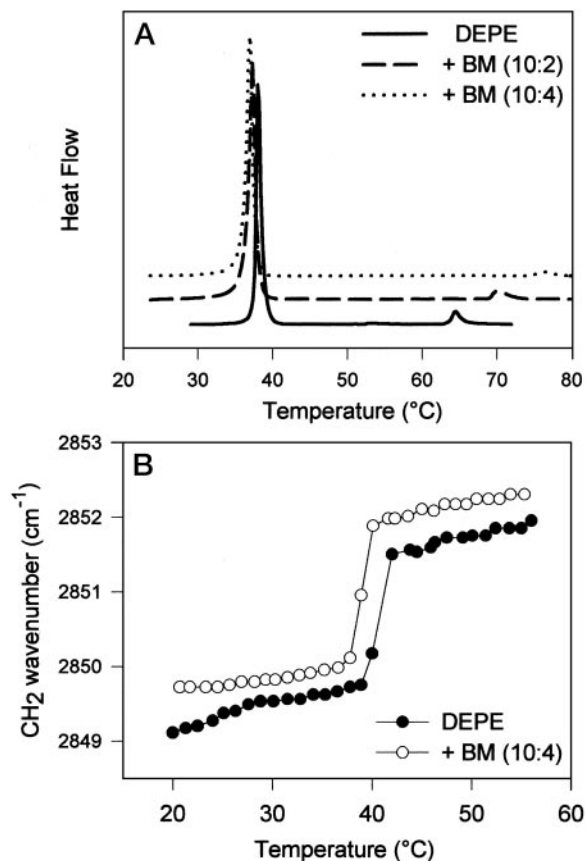 A
DEPE
+ BM (10:2)
+ BM (10:4)
Heat Flow
20 30 40 50 60 70 80
Temperature (°C)
B
2853
2852
2851
2850
2849
CH2 wavenumber (cm-1)
DEPE
+ BM (10:4)
20 30 40 50 60
Temperature (°C)